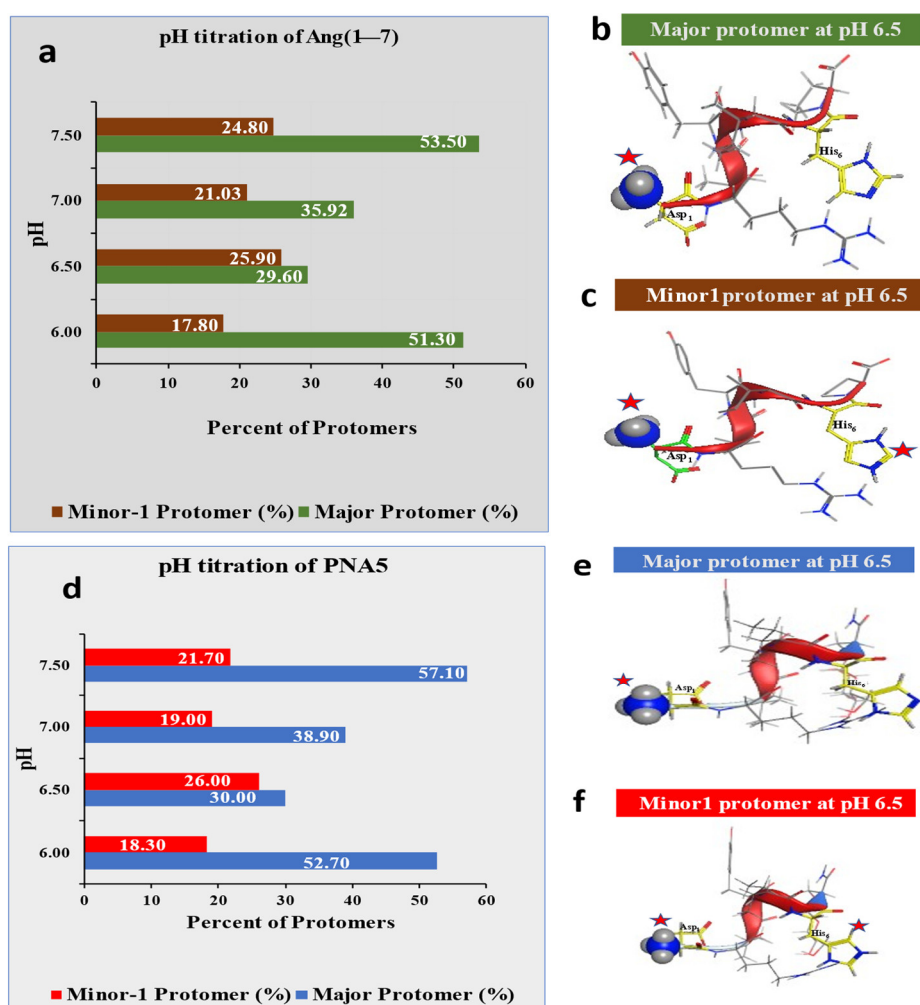 a
pH titration of Ang(1—7)
pH
7.50
24.80
53.50
7.00
21.03
35.92
6.50
25.90
29.60
6.00
17.80
51.30
0 10 20 30 40 50 60
Percent of Protomers
Minor-1 Protomer (%) Major Protomer (%)
b
Major protomer at pH 6.5
His6
Asp1
c
Minor1 protomer at pH 6.5
His6
Asp1
d
pH titration of PNA5
pH
7.50
21.70
57.10
7.00
19.00
38.90
6.50
26.00
30.00
6.00
18.30
52.70
0 10 20 30 40 50 60
Percent of Protomers
Minor-1 Protomer (%) Major Protomer (%)
e
Major protomer at pH 6.5
Asp1
f
Minor1 protomer at pH 6.5
Asp1
His6